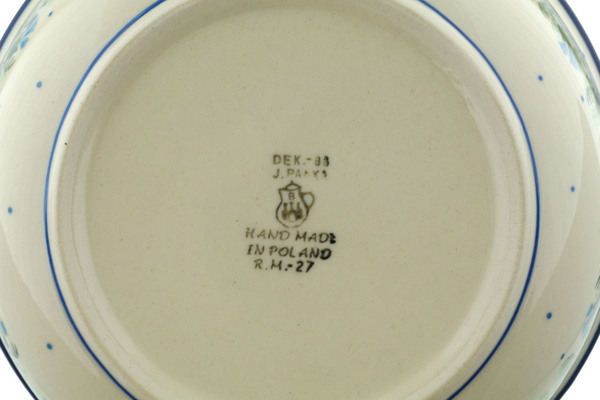 DEK.-88
J.
B
HAND MADE
IN POLAND
R.M.-27